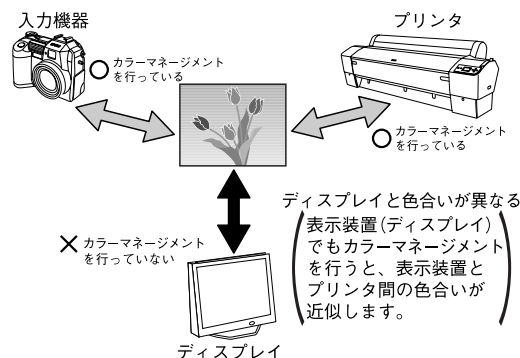 入力機器
プリンタ
○ カラーマネージメント
を行っている
○ カラーマネージメント
を行っている
× カラーマネージメント
を行っていない
ディスプレイと色合いが異なる
(表示装置(ディスプレイ)
でもカラーマネージメント
を行うと、表示装置と
プリンタ間の色合いが
近似します。)
ディスプレイ